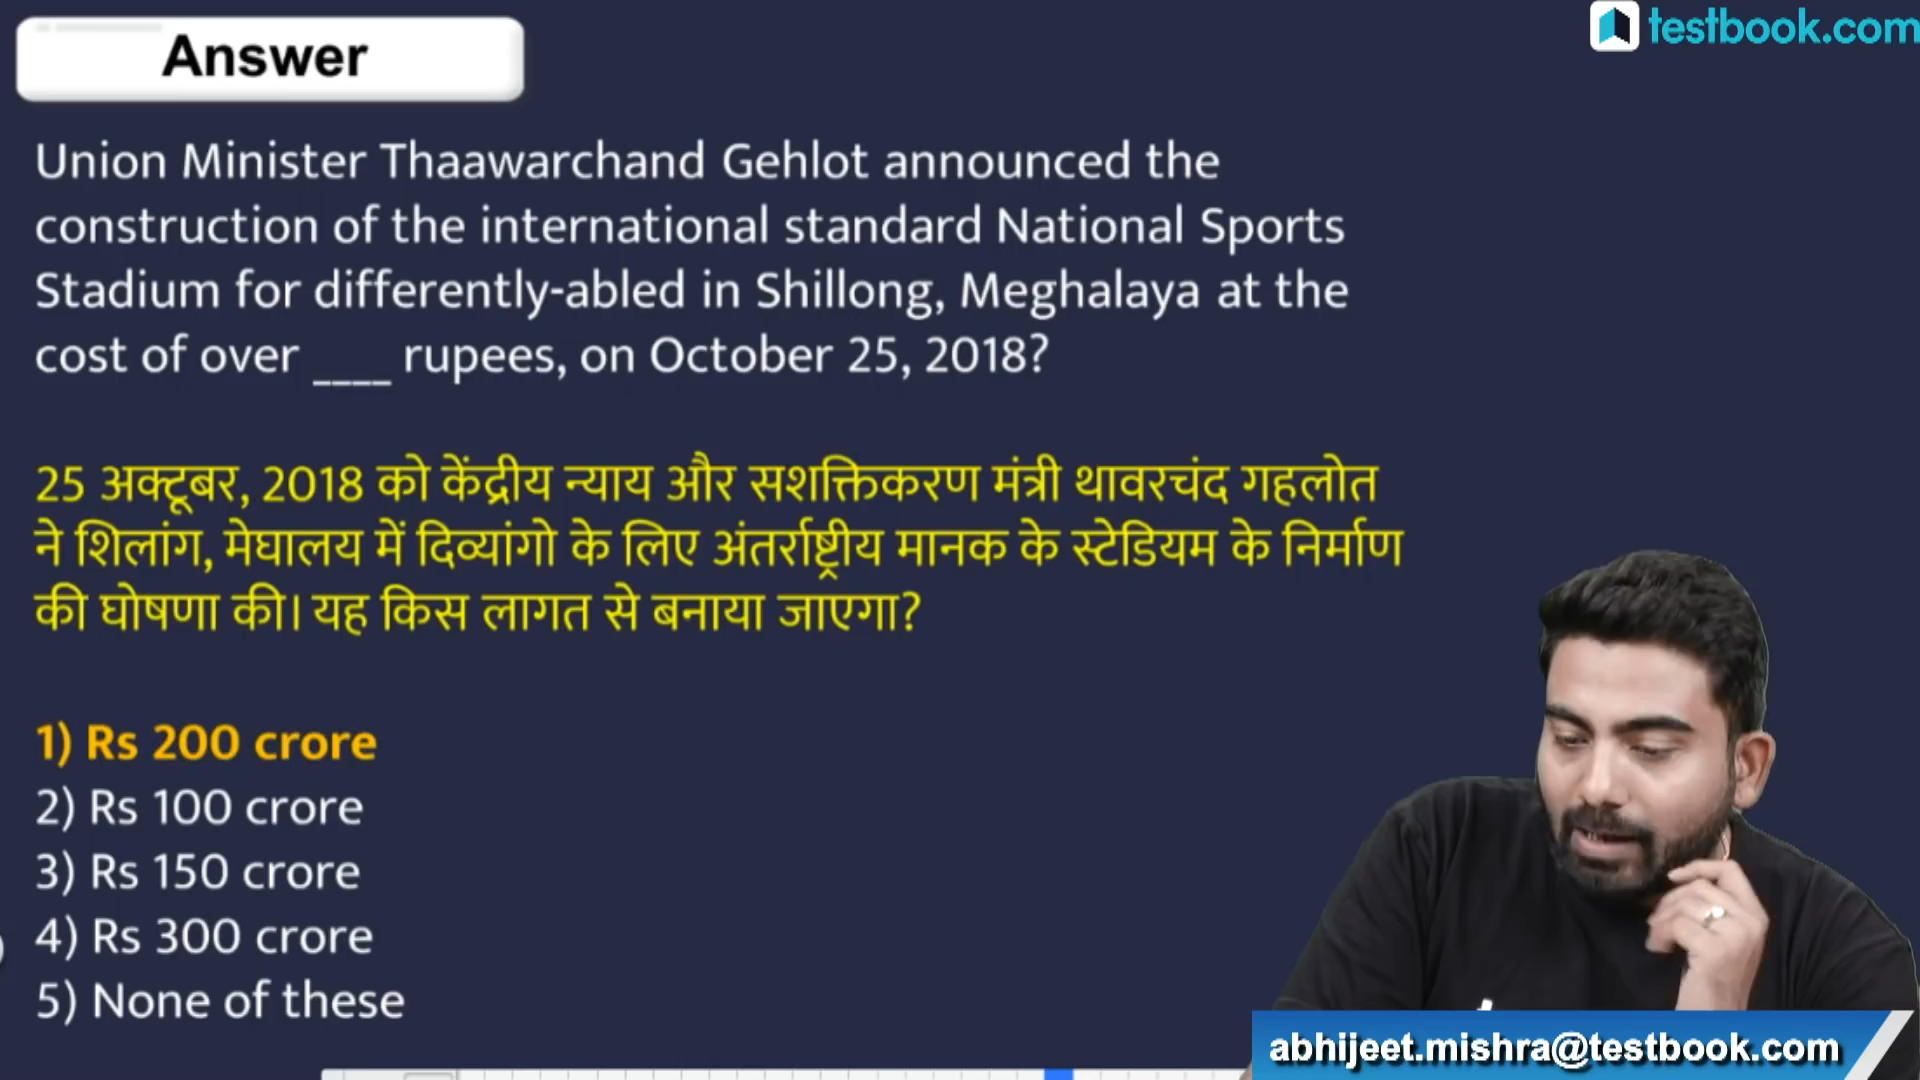 Answer
testbook.com
Union Minister Thaawarchand Gehlot announced the
construction of the international standard National Sports
Stadium for differently-abled in Shillong, Meghalaya at the
cost of over ____ rupees, on October 25, 2018?
25 अक्टूबर, 2018 को केंद्रीय न्याय और सशक्तिकरण मंत्री थावरचंद गहलोत
ने शिलांग, मेघालय में दिव्यांगो के लिए अंतर्राष्ट्रीय मानक के स्टेडियम के निर्माण
की घोषणा की। यह किस लागत से बनाया जाएगा?
1) Rs 200 crore
2) Rs 100 crore
3) Rs 150 crore
4) Rs 300 crore
5) None of these
abhijeet.mishra@testbook.com